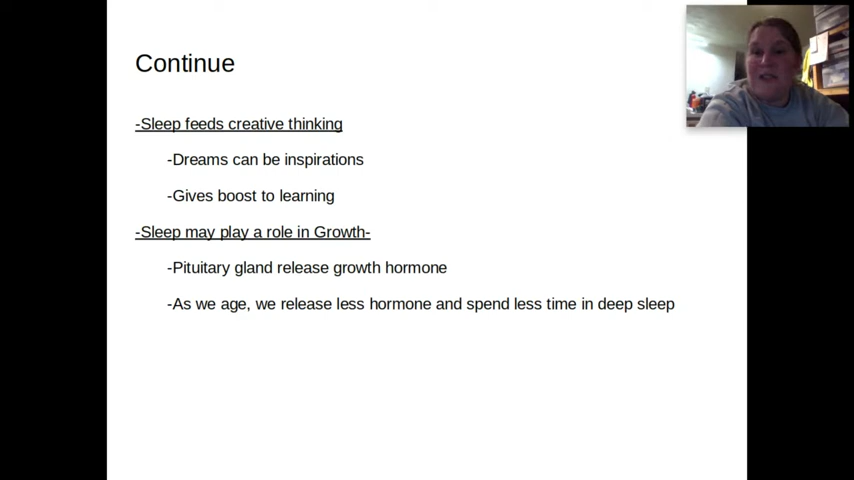 Continue
-Sleep feeds creative thinking
-Dreams can be inspirations
-Gives boost to learning
-Sleep may play a role in Growth-
-Pituitary gland release growth hormone
-As we age, we release less hormone and spend less time in deep sleep